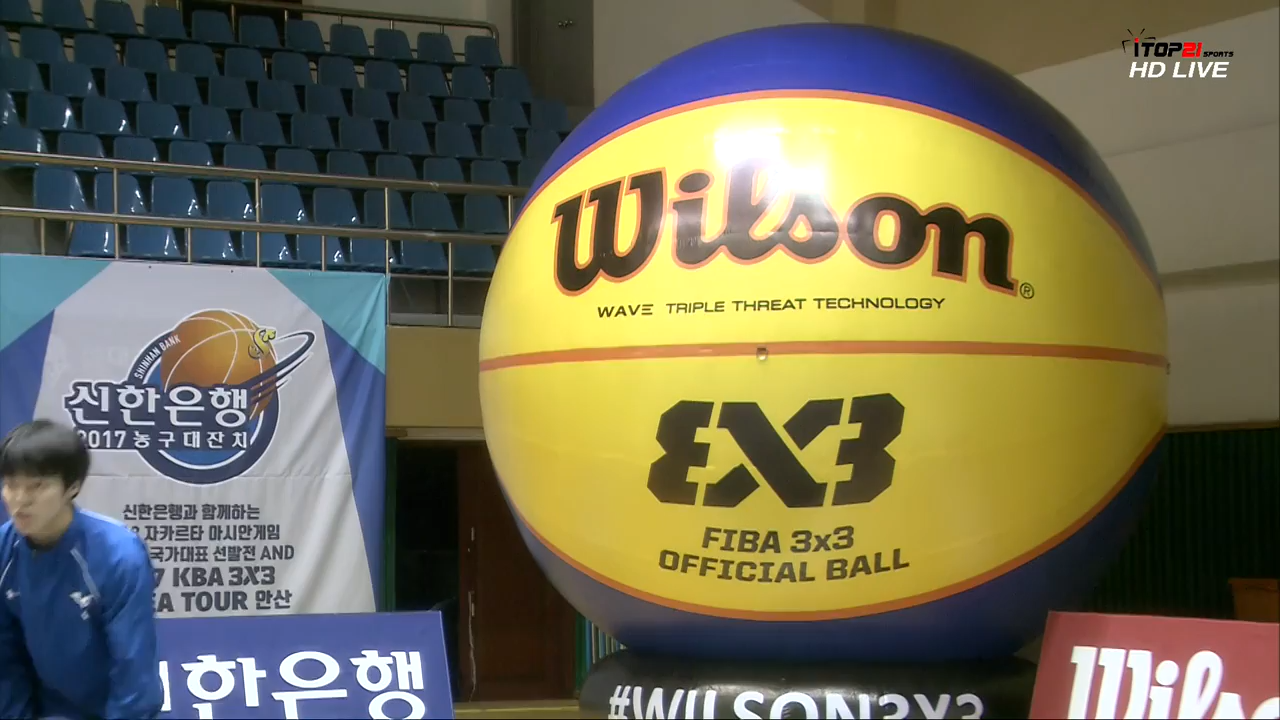 iTOP21 SPORTS
HD LIVE
Wilson®
WAVE TRIPLE THREAT TECHNOLOGY
3X3
FIBA 3x3
OFFICIAL BALL
#WILSON3X3
SHINHAN BANK
신한은행
2017 농구대잔치
신한은행과 함께하는
자카르타 아시안게임
국가대표 선발전 AND
KBA 3X3
TOUR 안산
한은행
Wil